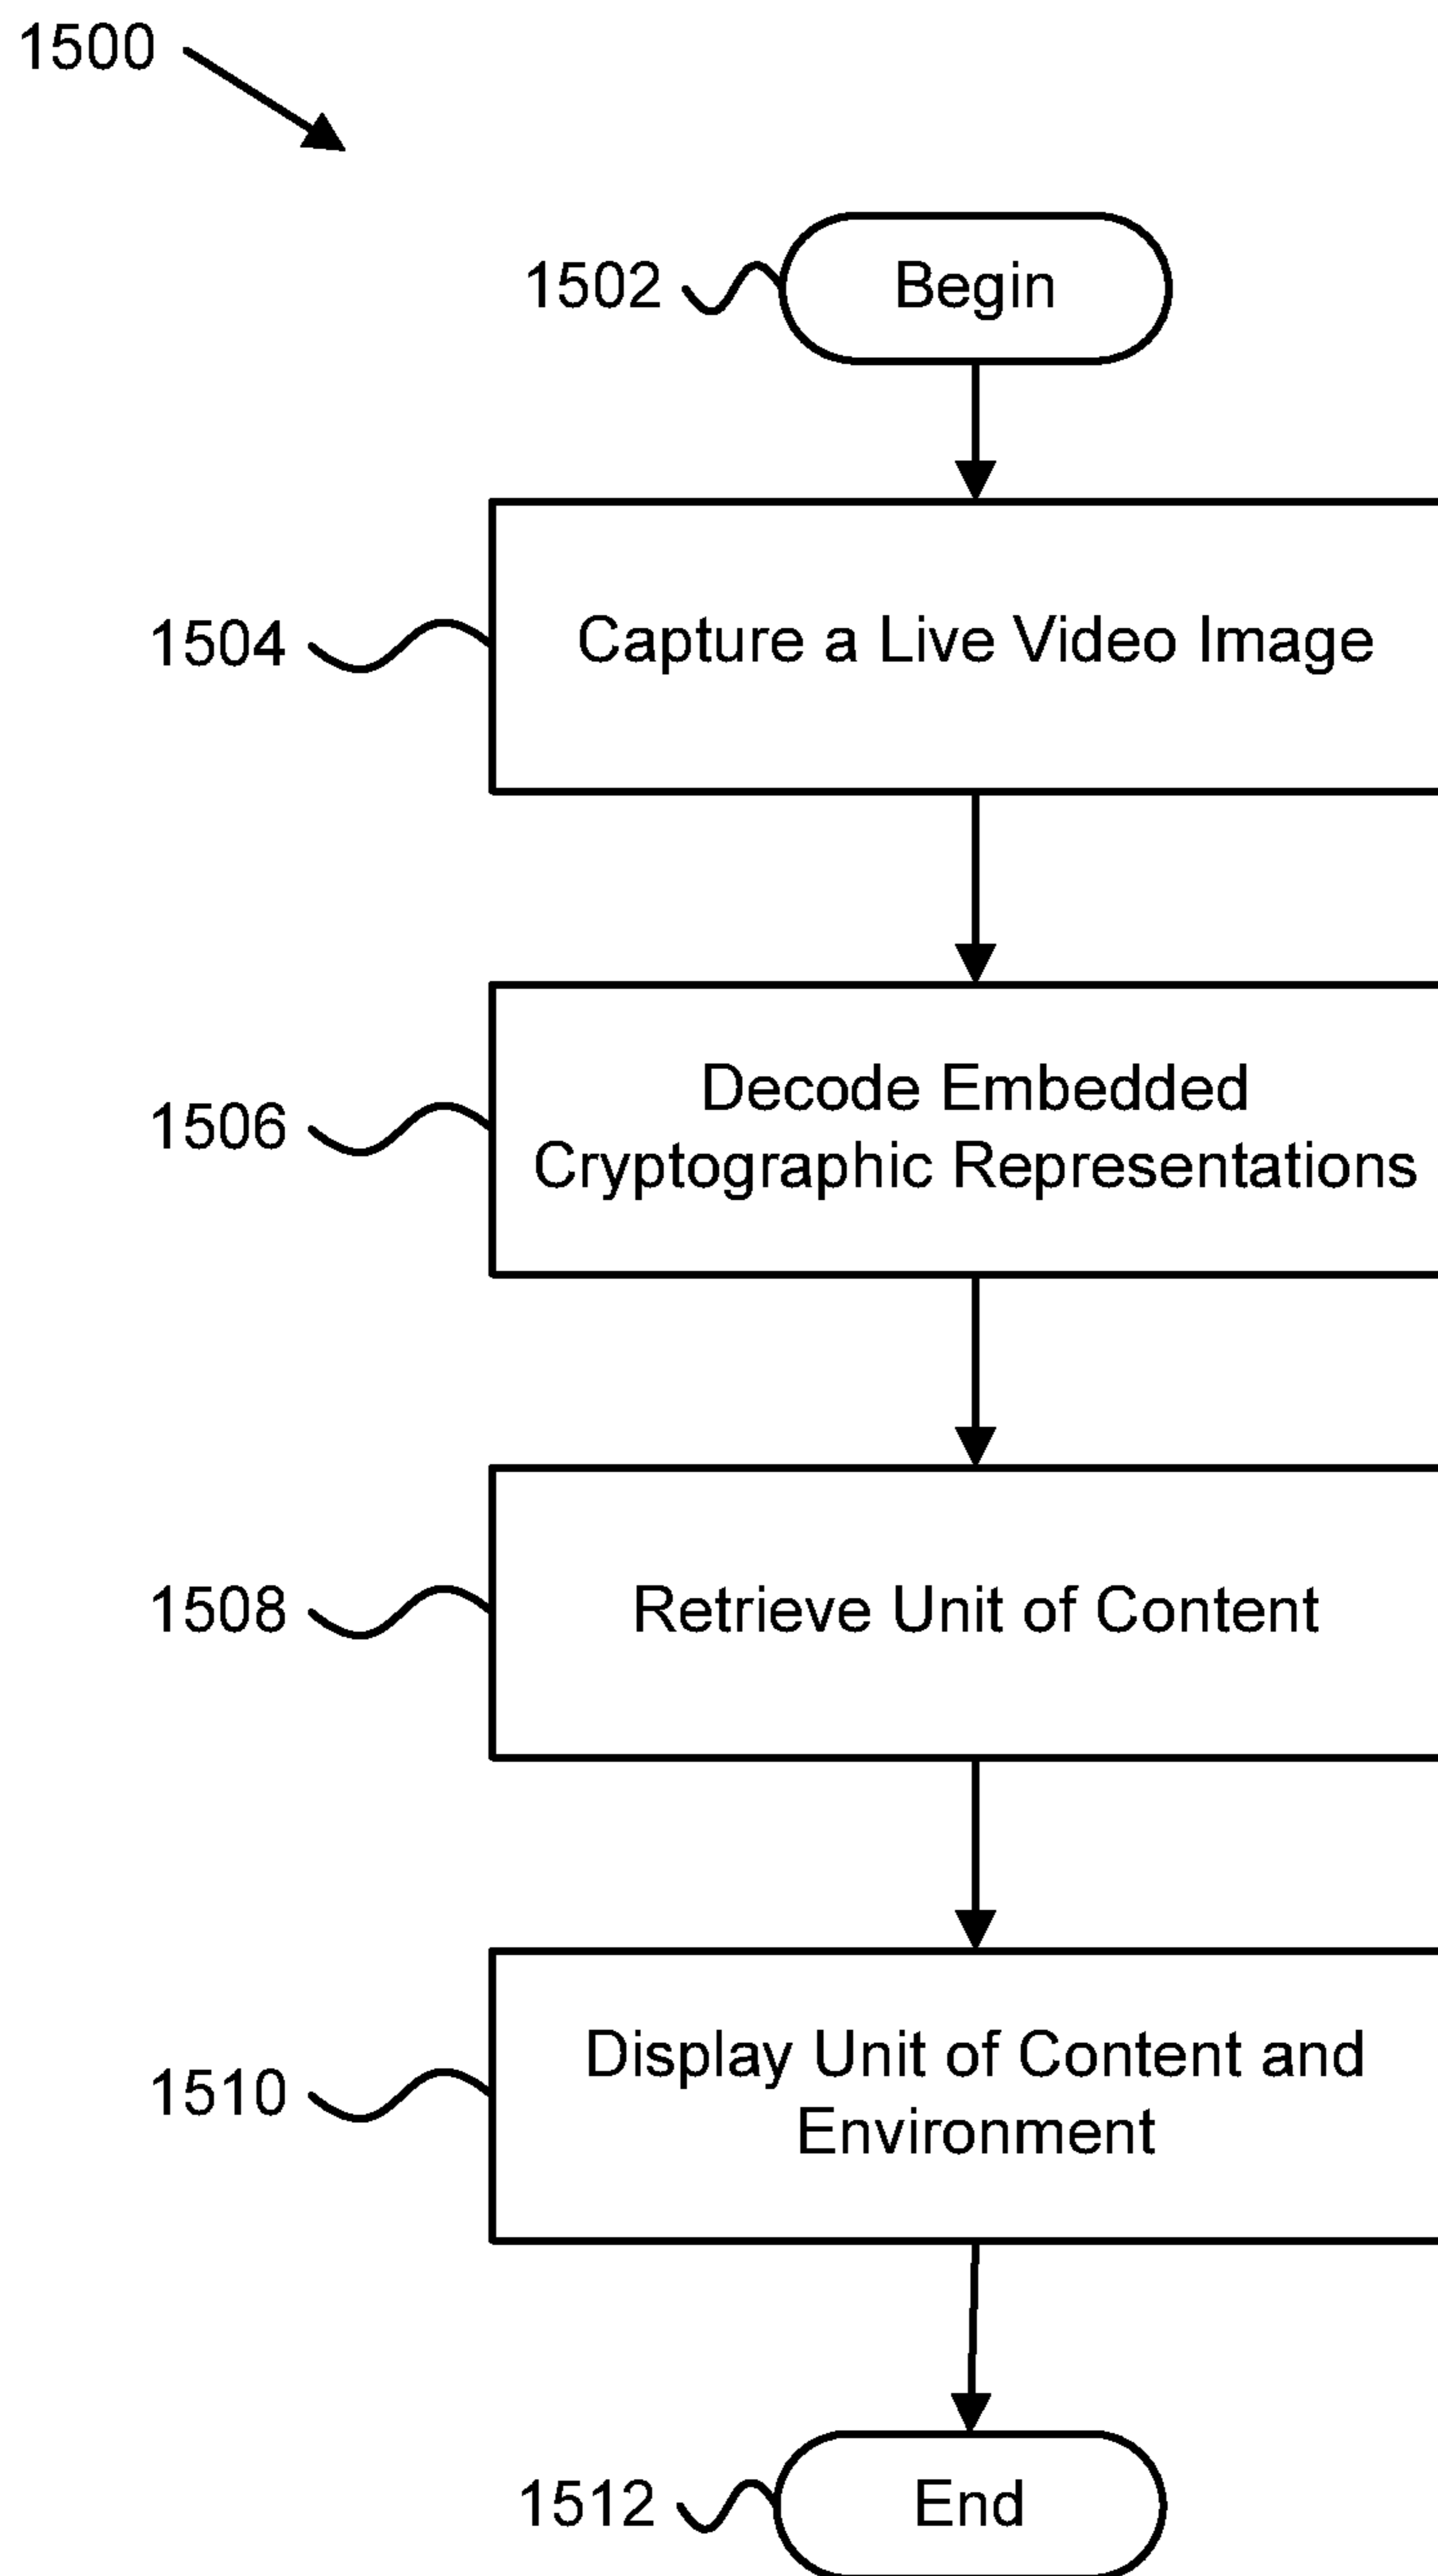 1500
1502 Begin
1504 Capture a Live Video Image
Decode Embedded
1506 Cryptographic Representations
1508 Retrieve Unit of Content
Display Unit of Content and
1510 Environment
1512 End